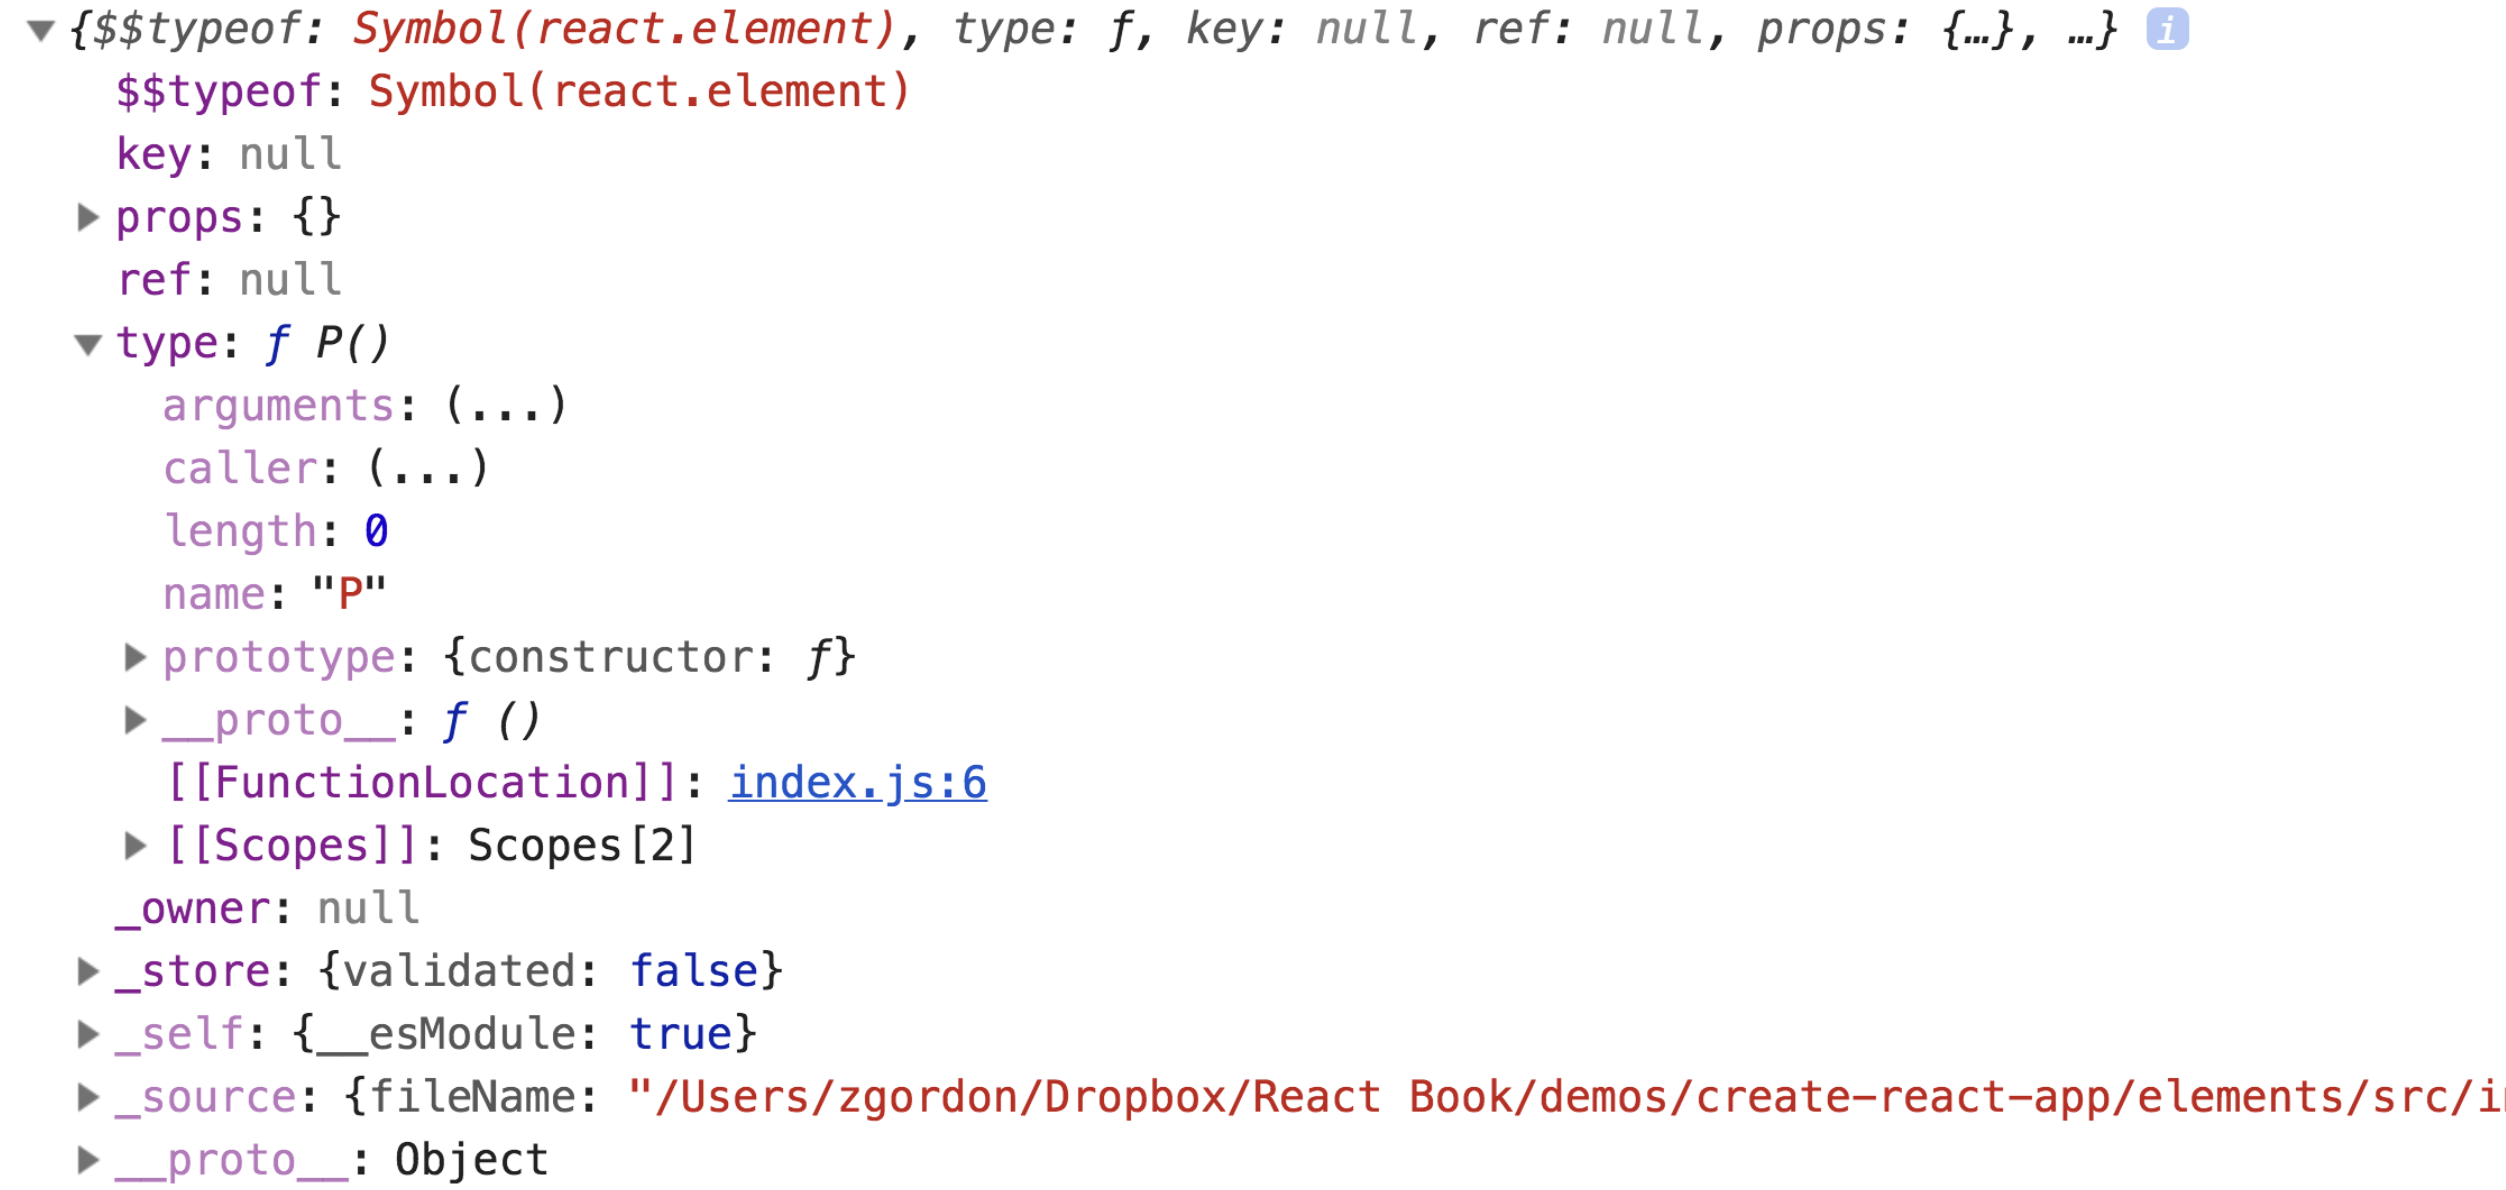 {$$typeof: Symbol(react.element), type: ƒ, key: null, ref: null, props: {…}, …} i
$$typeof: Symbol(react.element)
key: null
props: {}
ref: null
type: ƒ P()
arguments: (...)
caller: (...)
length: 0
name: "P"
prototype: {constructor: ƒ}
__proto__: ƒ ()
[[FunctionLocation]]: index.js:6
[[Scopes]]: Scopes[2]
_owner: null
_store: {validated: false}
_self: {__esModule: true}
_source: {fileName: "/Users/zgordon/Dropbox/React Book/demos/create-react-app/elements/src/i
__proto__: Object